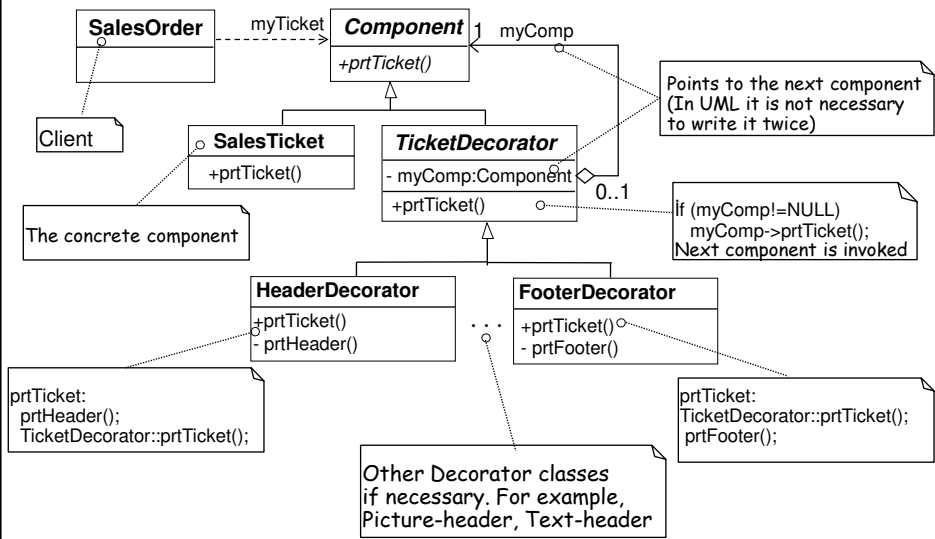 SalesOrder
myTicket
Component
+prtTicket()
1
myComp
Points to the next component
(In UML it is not necessary
to write it twice)
Client
SalesTicket
+prtTicket()
TicketDecorator
- myComp:Component
+prtTicket()
0..1
The concrete component
If (myComp!=NULL)
myComp->prtTicket();
Next component is invoked
HeaderDecorator
+prtTicket()
- prtHeader()
. . .
FooterDecorator
+prtTicket()
- prtFooter()
prtTicket:
prtHeader();
TicketDecorator::prtTicket();
Other Decorator classes
if necessary. For example,
Picture-header, Text-header
prtTicket:
TicketDecorator::prtTicket();
prtFooter();